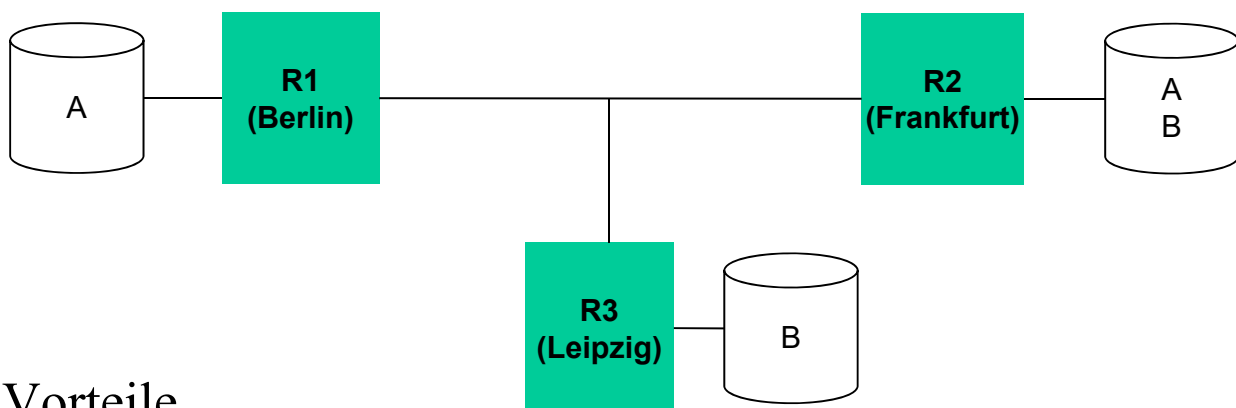 A
R1
(Berlin)
R2
(Frankfurt)
A
B
R3
(Leipzig)
B
Vorteile